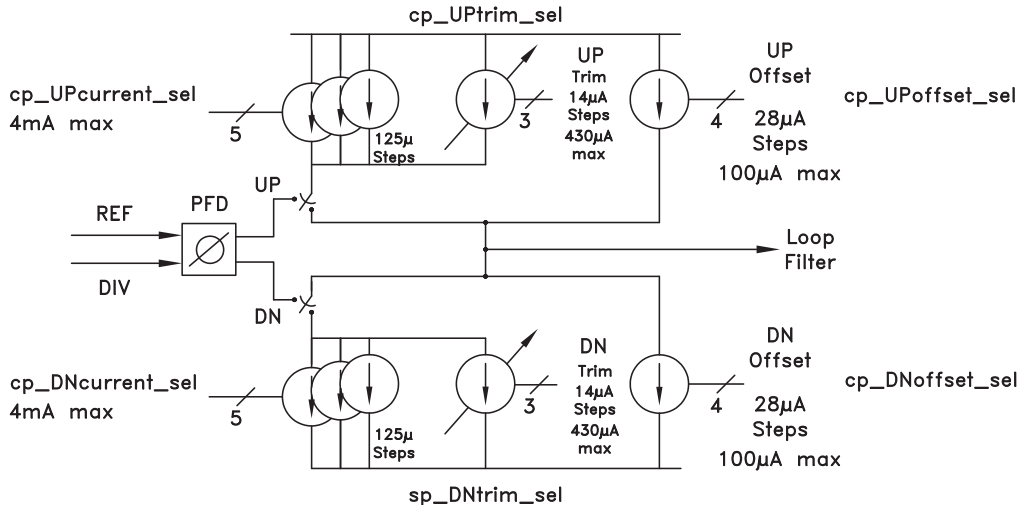 cp_UPtrim_sel
cp_UPcurrent_sel
4mA max
5
125µ
Steps
3
UP
Trim
14µA
Steps
430µA
max
4
UP
Offset
28µA
Steps
100µA max
cp_UPoffset_sel
UP
PFD
REF
DIV
DN
Loop
Filter
cp_DNcurrent_sel
4mA max
5
125µ
Steps
3
DN
Trim
14µA
Steps
430µA
max
4
DN
Offset
28µA
Steps
100µA max
cp_DNoffset_sel
sp_DNtrim_sel